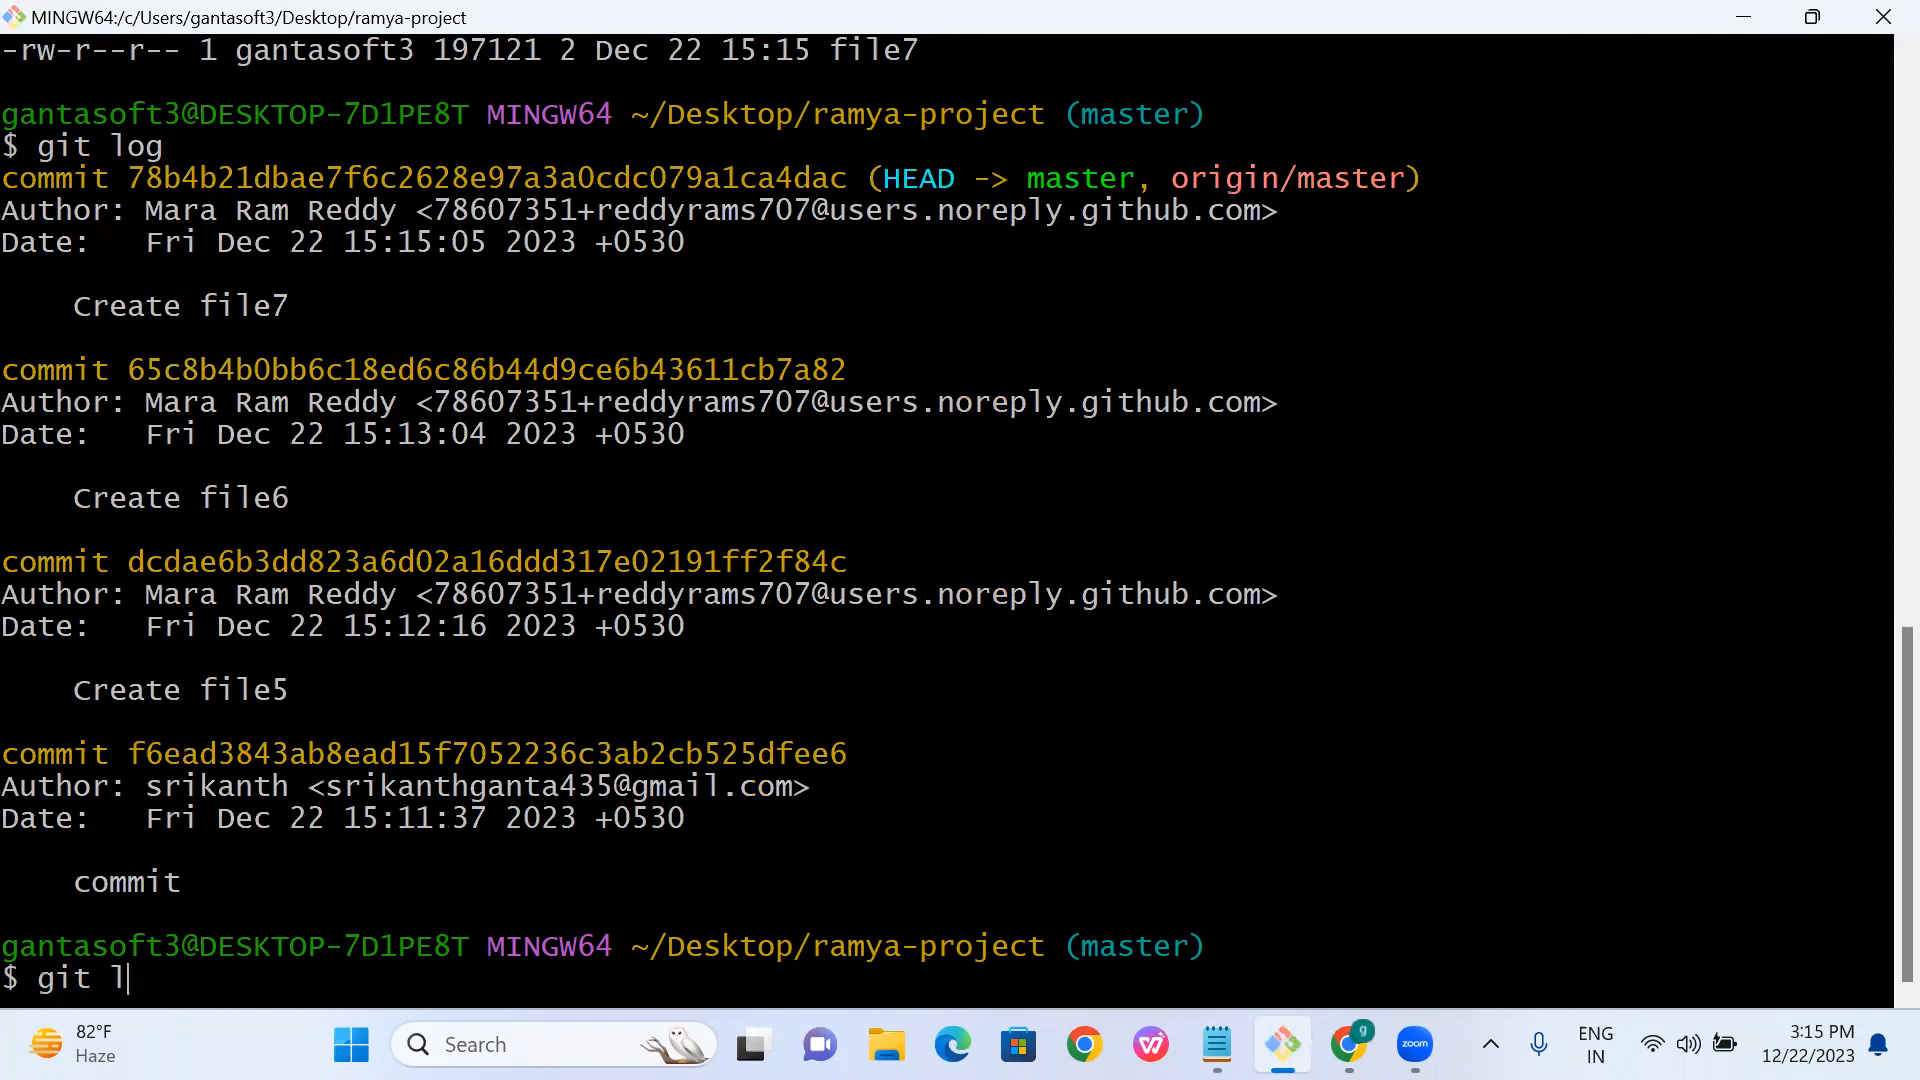 MINGW64:/c/Users/gantasoft3/Desktop/ramya-project
-rw-r--r-- 1 gantasoft3 197121 2 Dec 22 15:15 file7
gantasoft3@DESKTOP-7D1PE8T MINGW64 ~/Desktop/ramya-project (master)
$ git log
commit 78b4b21dbae7f6c2628e97a3a0cdc079a1ca4dac (HEAD -> master, origin/master)
Author: Mara Ram Reddy <78607351+reddyrams707@users.noreply.github.com>
Date:   Fri Dec 22 15:15:05 2023 +0530
Create file7
commit 65c8b4b0bb6c18ed6c86b44d9ce6b43611cb7a82
Author: Mara Ram Reddy <78607351+reddyrams707@users.noreply.github.com>
Date:   Fri Dec 22 15:13:04 2023 +0530
Create file6
commit dcdae6b3dd823a6d02a16ddd317e02191ff2f84c
Author: Mara Ram Reddy <78607351+reddyrams707@users.noreply.github.com>
Date:   Fri Dec 22 15:12:16 2023 +0530
Create file5
commit f6ead3843ab8ead15f7052236c3ab2cb525dfee6
Author: srikanth <srikanthganta435@gmail.com>
Date:   Fri Dec 22 15:11:37 2023 +0530
commit
gantasoft3@DESKTOP-7D1PE8T MINGW64 ~/Desktop/ramya-project (master)
$ git l
82°F
Haze
Search
g
zoom
ENG
IN
3:15 PM
12/22/2023